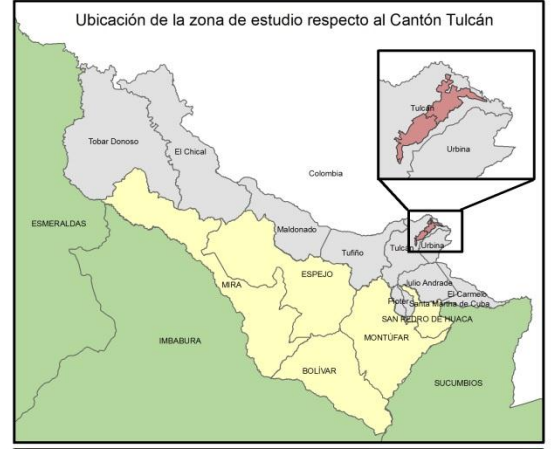 Ubicación de la zona de estudio respecto al Cantón Tulcán
Tulcán
Urbina
Tobar Donoso
El Chical
Colombia
ESMERALDAS
Maldonado
Tufiño
Tulcán
Urbina
MIRA
ESPEJO
Julio Andrade
El Carmelo
Pioter
Santa Martha de Cuba
SAN PEDRO DE HUACA
IMBABURA
MONTÚFAR
BOLÍVAR
SUCUMBIOS